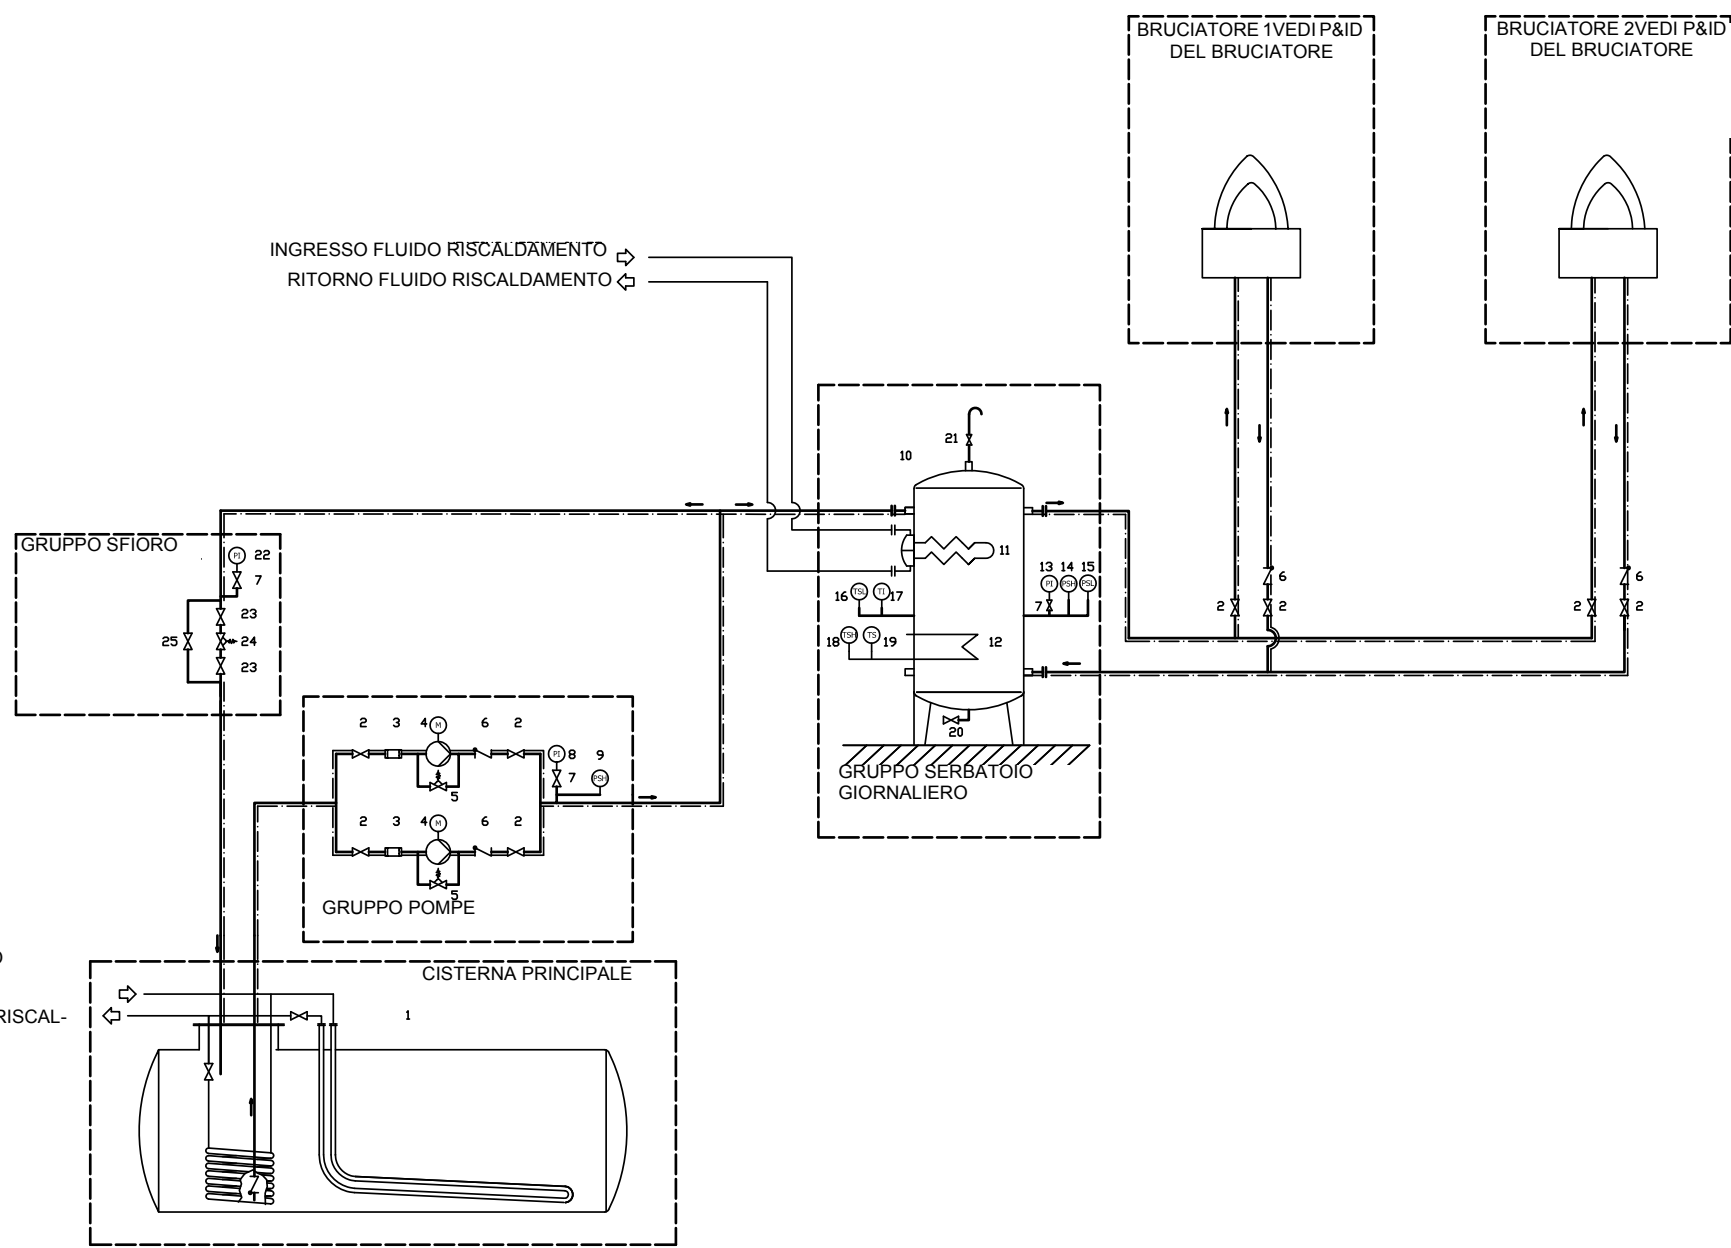 BRUCIATORE 1VEDI P&ID
DEL BRUCIATORE
BRUCIATORE 2VEDI P&ID
DEL BRUCIATORE
INGRESSO FLUIDO RISCALDAMENTO
RITORNO FLUIDO RISCALDAMENTO
21
10
11
GRUPPO SFIORO
PI 22
7
23
25 24
23
13 14 15
PI PSH PSL
7
16 TSL TI 17
18 TSH TS 19
12
2 6 2
2 6 2
20
GRUPPO SERBATOIO
GIORNALIERO
2 3 4 M 6 2
5
PI 8 9
7 PSH
2 3 4 M 6 2
5
GRUPPO POMPE
O
CISTERNA PRINCIPALE
RISCAL-
1